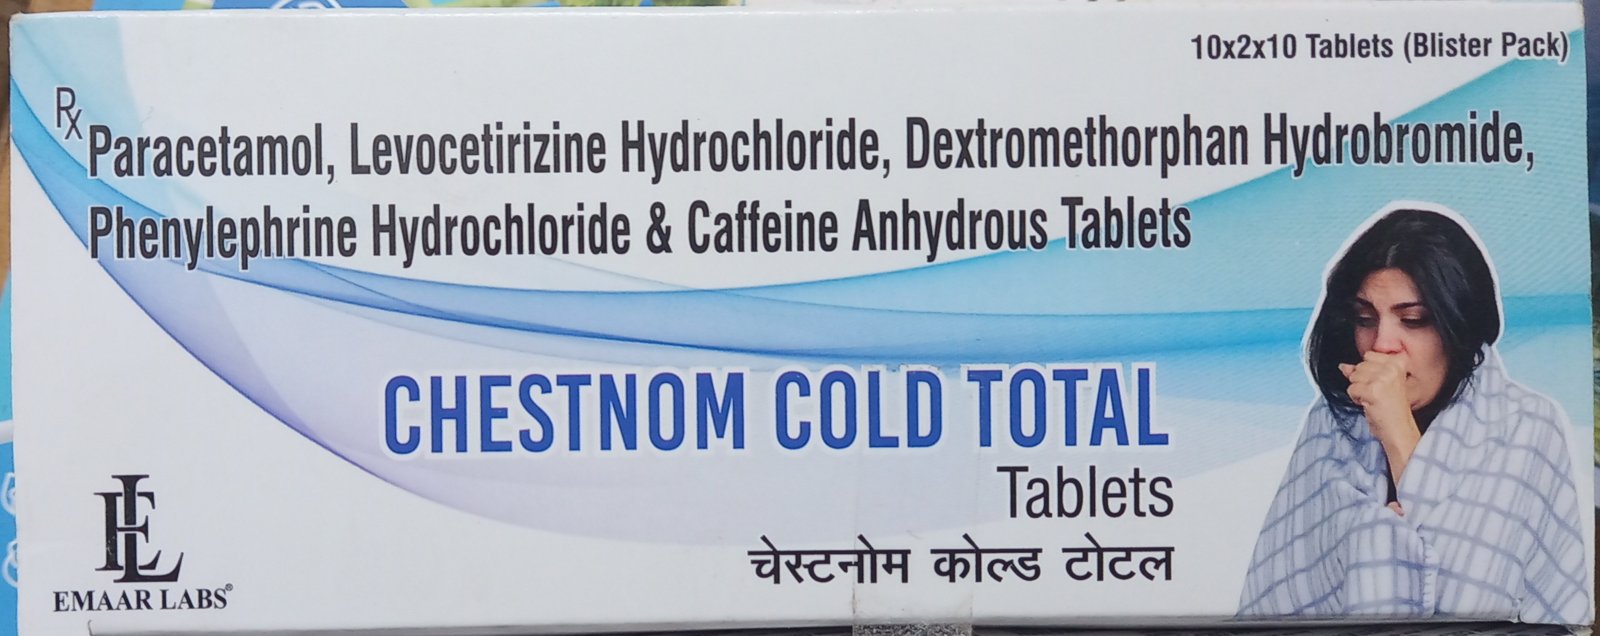 10x2x10 Tablets (Blister Pack)
Rx
Paracetamol, Levocetirizine Hydrochloride, Dextromethorphan Hydrobromide,
Phenylephrine Hydrochloride & Caffeine Anhydrous Tablets
CHESTNOM COLD TOTAL
Tablets
चेस्टनोम कोल्ड टोटल
EL
EMAAR LABS®